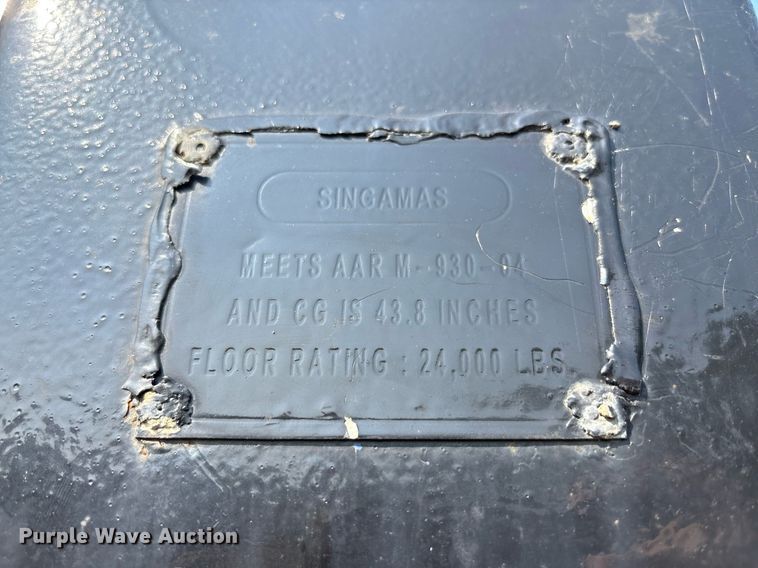 SINGAMAS
MEETS AAR M-930-04
AND CG IS 43.8 INCHES
FLOOR RATING : 24,000 LBS.
Purple Wave Auction